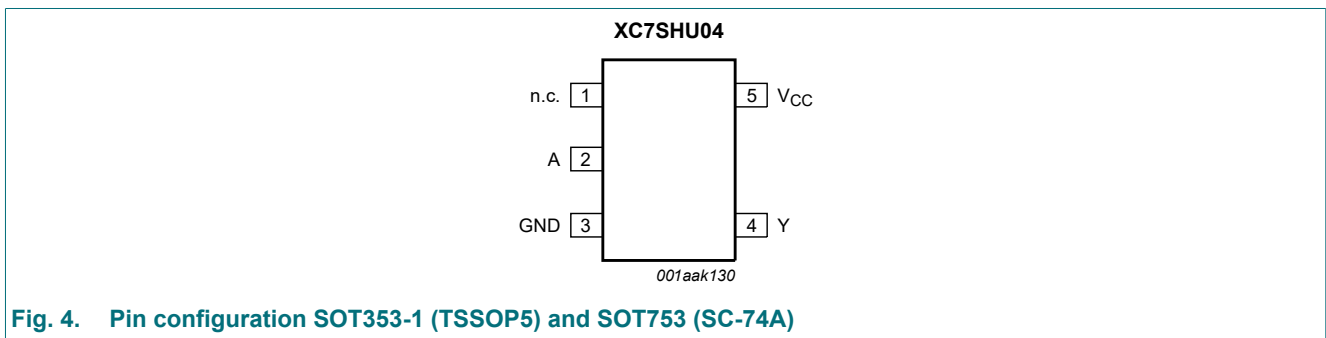 XC7SHU04
n.c. 1
5 VCC
A 2
GND 3
4 Y
001aak130
Fig. 4. Pin configuration SOT353-1 (TSSOP5) and SOT753 (SC-74A)